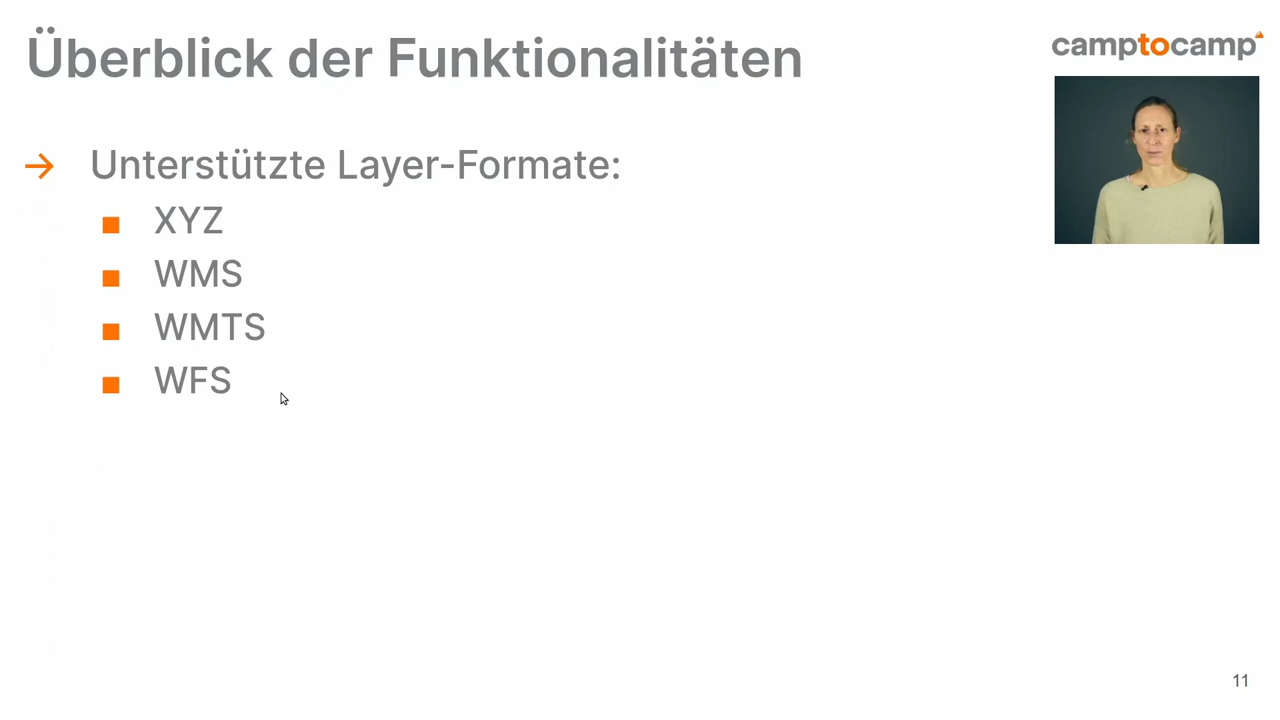 Überblick der Funktionalitäten
camptocamp
→ Unterstützte Layer-Formate:
■ XYZ
■ WMS
■ WMTS
■ WFS
11